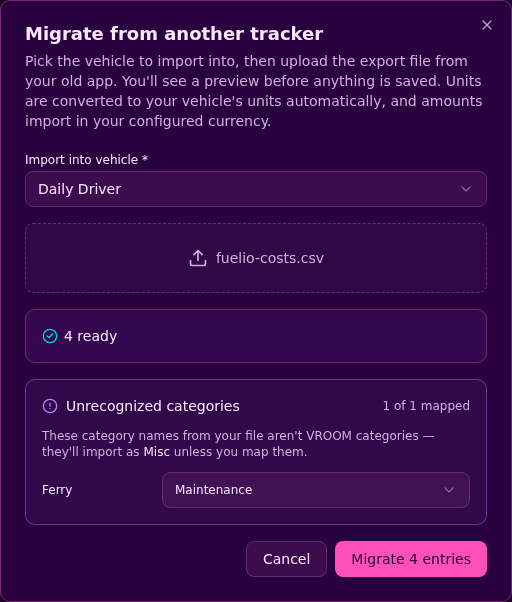 Migrate from another tracker
Pick the vehicle to import into, then upload the export file from
your old app. You'll see a preview before anything is saved. Units
are converted to your vehicle's units automatically, and amounts
import in your configured currency.
Import into vehicle *
Daily Driver
fuelio-costs.csv
4 ready
Unrecognized categories
1 of 1 mapped
These category names from your file aren't VROOM categories —
they'll import as Misc unless you map them.
Ferry
Maintenance
Cancel
Migrate 4 entries